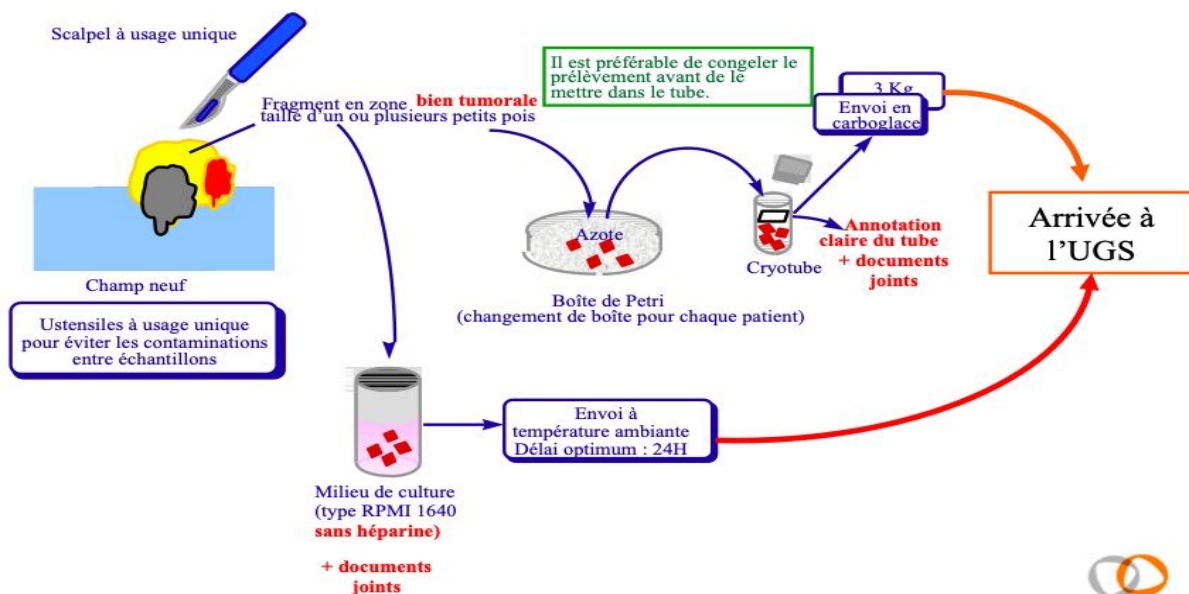 Scalpel à usage unique
Il est préférable de congeler le
prélèvement avant de le
mettre dans le tube.
3 Kg
Envoi en
carboglace
Fragment en zone bien tumorale
taille d'un ou plusieurs petits pois
Champ neuf
Ustensiles à usage unique
pour éviter les contaminations
entre échantillons
Azote
Boîte de Petri
(changement de boîte pour chaque patient)
Cryotube
Annotation
claire du tube
+ documents
joints
Arrivée à
l'UGS
Milieu de culture
(type RPMI 1640
sans héparine)
+ documents
joints
Envoi à
température ambiante
Délai optimum : 24H